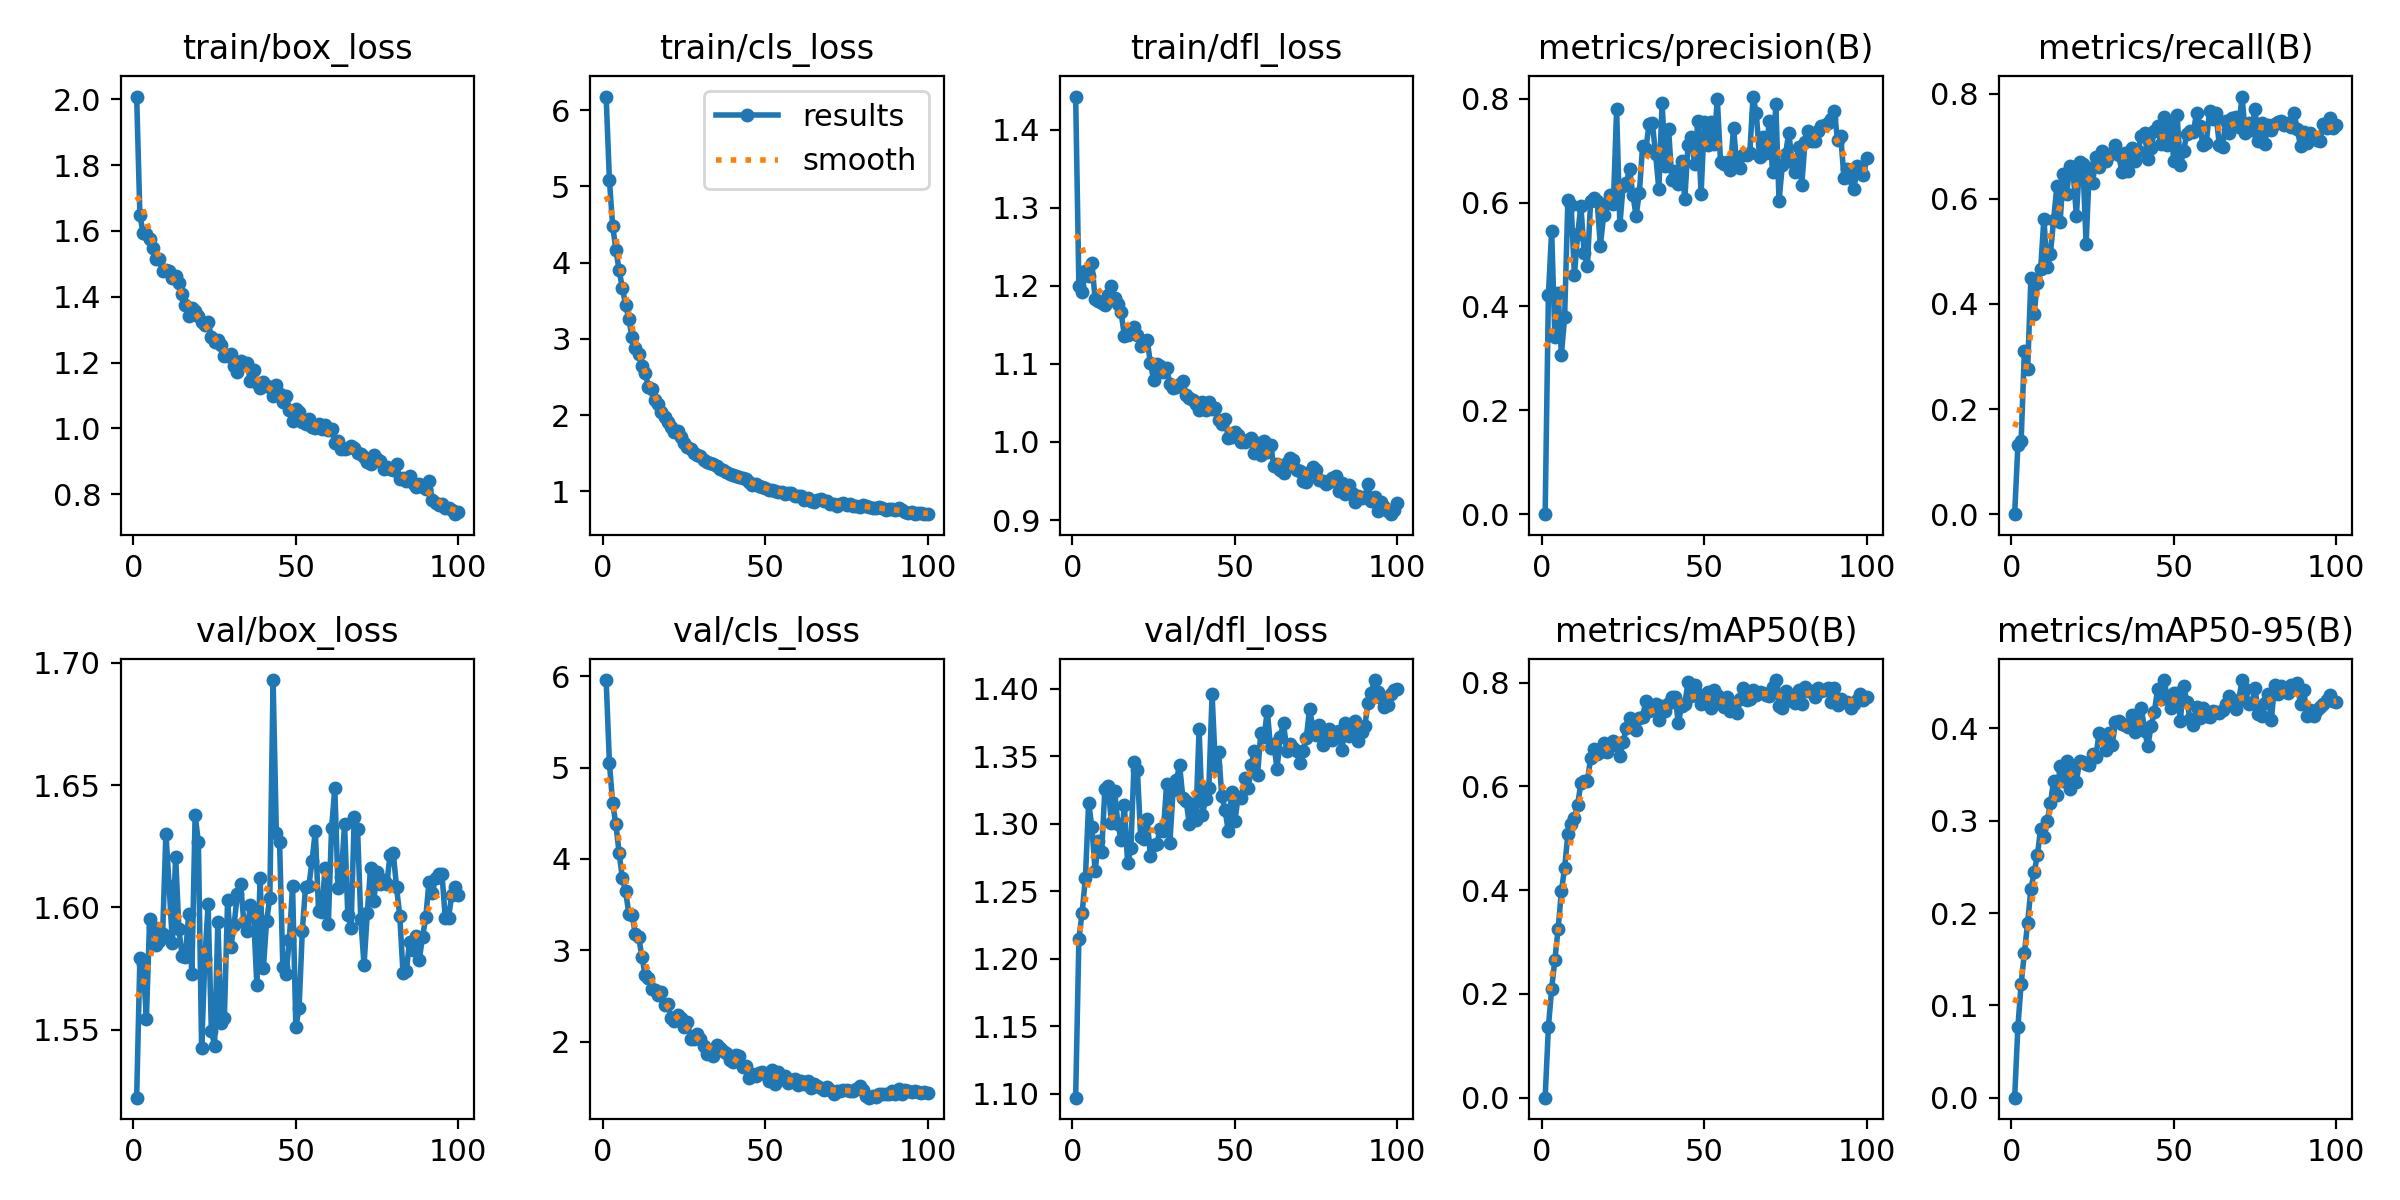 train/box_loss
2.0
1.8
1.6
1.4
1.2
1.0
0.8
0 50 100
train/cls_loss
results
smooth
6
5
4
3
2
1
0 50 100
train/dfl_loss
1.4
1.3
1.2
1.1
1.0
0.9
0 50 100
metrics/precision(B)
0.8
0.6
0.4
0.2
0.0
0 50 100
metrics/recall(B)
0.8
0.6
0.4
0.2
0.0
0 50 100
val/box_loss
1.70
1.65
1.60
1.55
0 50 100
val/cls_loss
6
5
4
3
2
0 50 100
val/dfl_loss
1.40
1.35
1.30
1.25
1.20
1.15
1.10
0 50 100
metrics/mAP50(B)
0.8
0.6
0.4
0.2
0.0
0 50 100
metrics/mAP50-95(B)
0.4
0.3
0.2
0.1
0.0
0 50 100